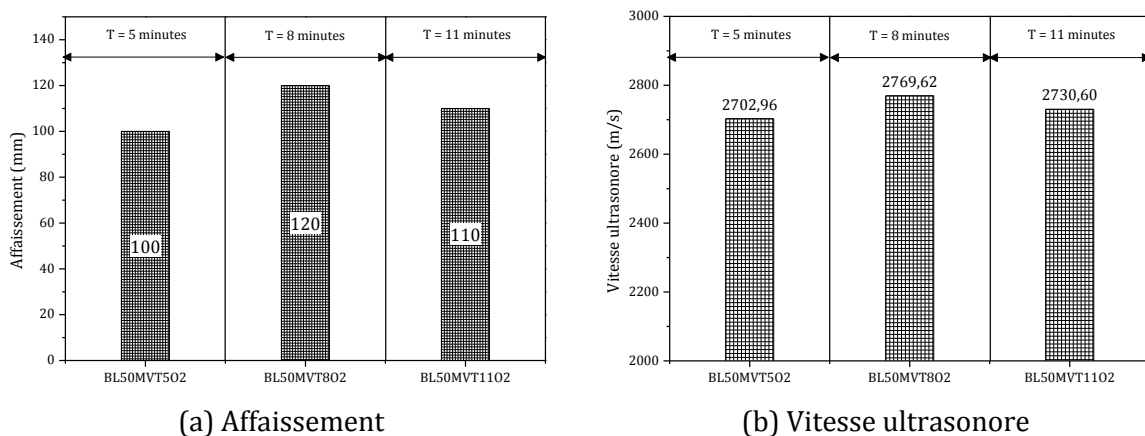 T = 5 minutes
T = 8 minutes
T = 11 minutes
140
120
100
80
60
40
20
0
Affaissement (mm)
100
120
110
BL50MVT5O2
BL50MVT8O2
BL50MVT11O2
(a) Affaissement
T = 5 minutes
T = 8 minutes
T = 11 minutes
3000
2800
2600
2400
2200
2000
Vitesse ultrasonore (m/s)
2702,96
2769,62
2730,60
BL50MVT5O2
BL50MVT8O2
BL50MVT11O2
(b) Vitesse ultrasonore